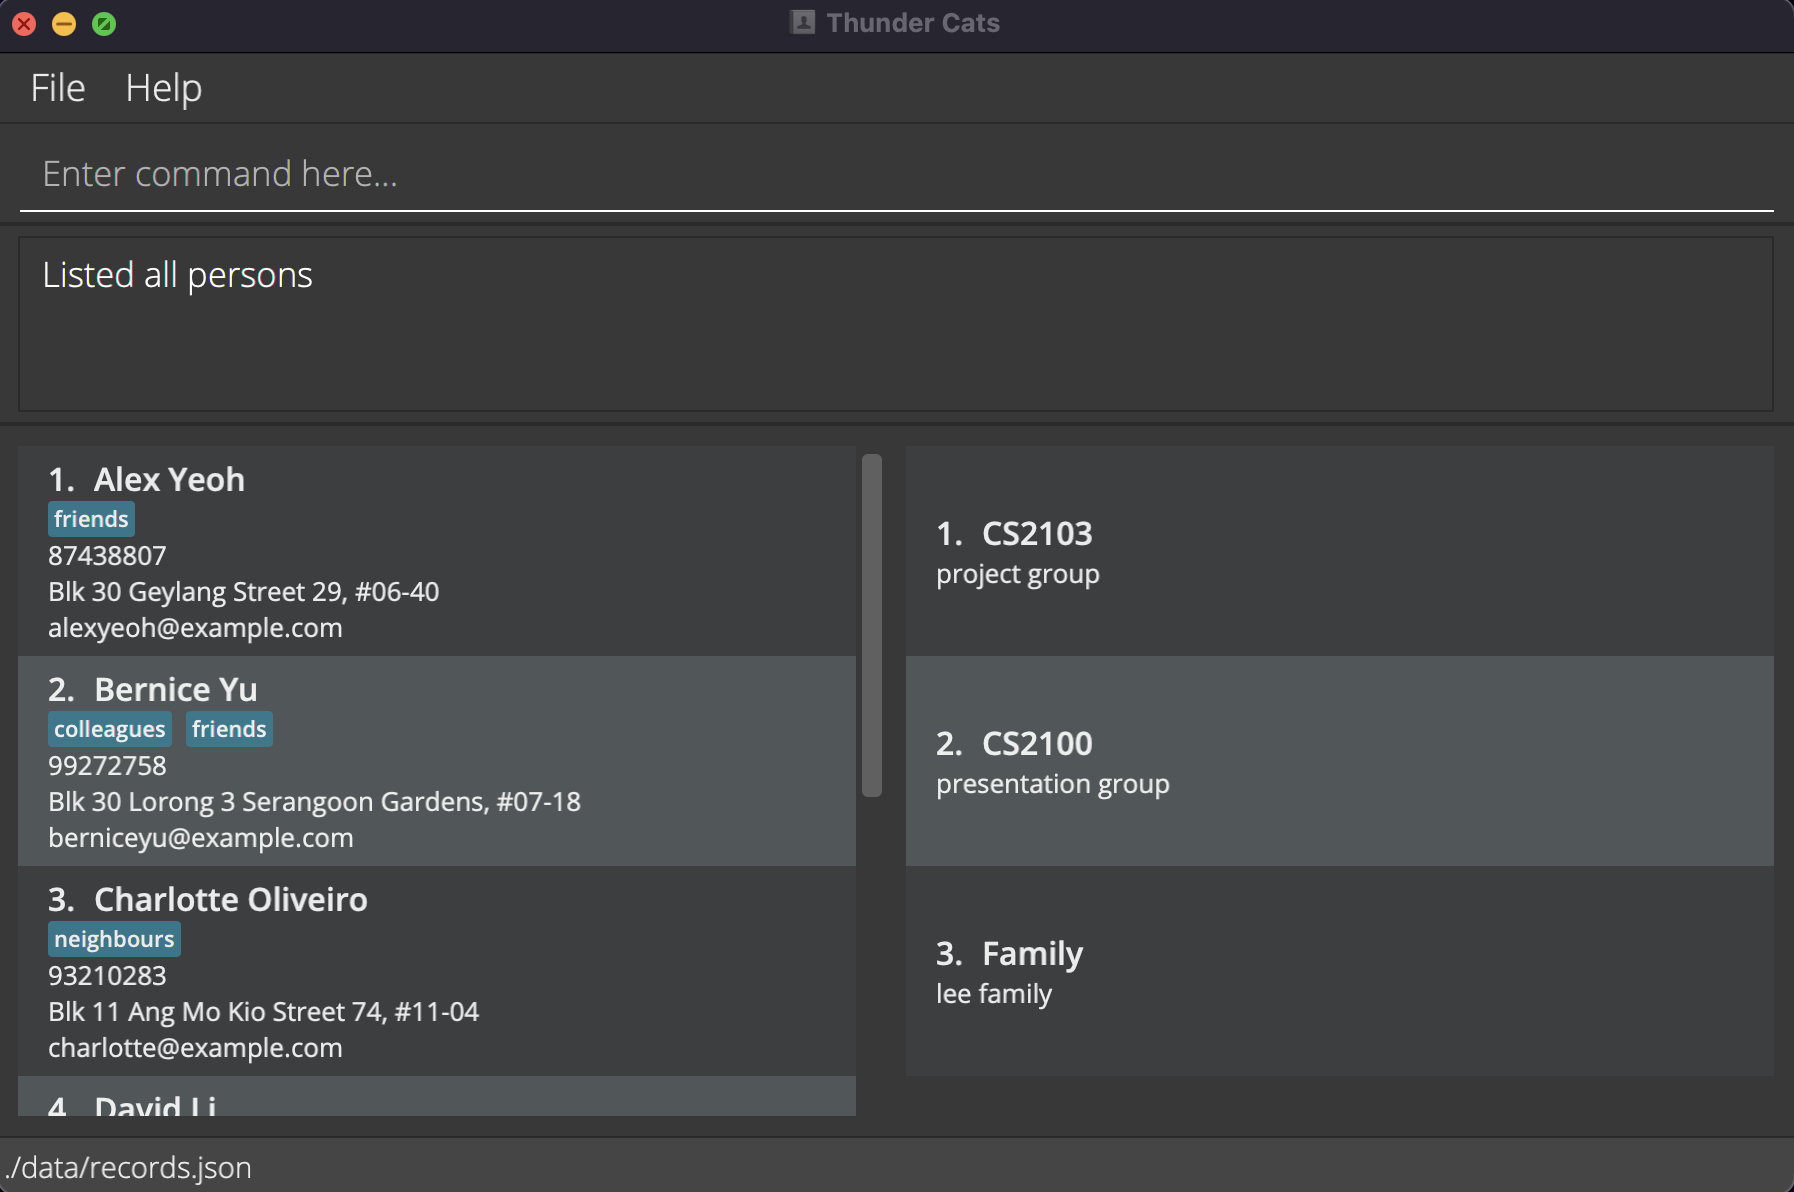 Thunder Cats
File Help
Enter command here...
Listed all persons
1. Alex Yeoh
friends
87438807
Blk 30 Geylang Street 29, #06-40
alexyeoh@example.com
2. Bernice Yu
colleagues friends
99272758
Blk 30 Lorong 3 Serangoon Gardens, #07-18
berniceyu@example.com
3. Charlotte Oliveiro
neighbours
93210283
Blk 11 Ang Mo Kio Street 74, #11-04
charlotte@example.com
4. David Li
1. CS2103
project group
2. CS2100
presentation group
3. Family
lee family
./data/records.json